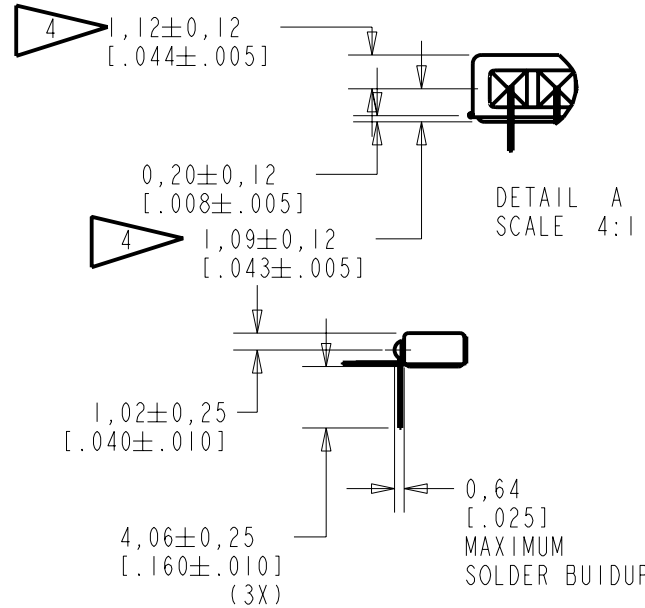 4
1,12±0,12
[.044±.005]
0,20±0,12
[.008±.005]
DETAIL A
SCALE 4:1
4
1,09±0,12
[.043±.005]
1,02±0,25
[.040±.010]
0,64
[.025]
MAXIMUM
SOLDER BUIDUP
4,06±0,25
[.160±.010]
(3X)